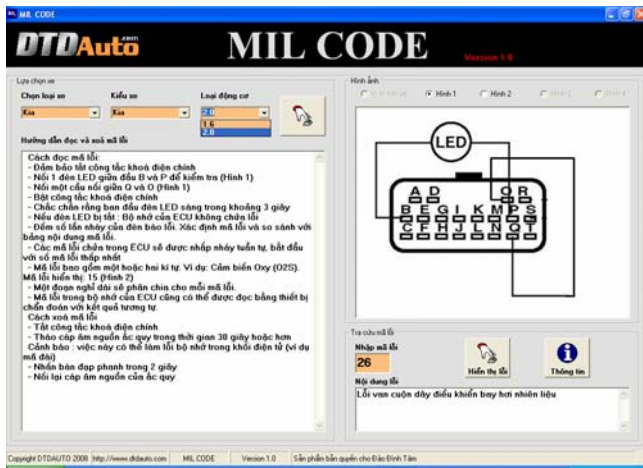 MIL CODE
DTDAuto.com
MIL CODE
Version 1.0
Lựa chọn xe
Chọn loại xe
Kiểu xe
Loại động cơ
Kia
Kia
2.0
1.6
2.0
Hướng dẫn đọc và xoá mã lỗi
Cách đọc mã lỗi:
- Đảm bảo tắt công tắc khoá điện chính
- Nối 1 đèn LED giữa đầu B và P để kiểm tra (Hình 1)
- Nối một cầu nối giữa Q và O (Hình 1)
- Bật công tắc khoá điện chính
- Chắc chắn rằng ban đầu đèn LED sáng trong khoảng 3 giây
- Nếu đèn LED bị tắt : Bộ nhớ của ECU không chứa lỗi
- Đếm số lần nháy của đèn báo lỗi. Xác định mã lỗi và so sánh với
bảng nội dung mã lỗi.
- Các mã lỗi chứa trong ECU sẽ được nhấp nháy tuần tự, bắt đầu
với số mã lỗi thấp nhất
- Mã lỗi bao gồm một hoặc hai kí tự. Ví dụ: Cảm biến Oxy (O2S).
Mã lỗi hiển thị: 15 (Hình 2)
- Một đoạn nghỉ dài sẽ phân chia cho mỗi mã lỗi.
- Mã lỗi trong bộ nhớ của ECU cũng có thể được đọc bằng thiết bị
chẩn đoán với kết quả tương tự.
Cách xoá mã lỗi
- Tắt công tắc khoá điện chính
- Tháo cáp âm nguồn ắc quy trong thời gian 30 giây hoặc hơn
Cảnh báo : việc này có thể làm lỗi bộ nhớ trong khối điện tử (ví dụ
mã đài)
- Nhấn bàn đạp phanh trong 2 giây
- Nối lại cáp âm nguồn của ắc quy
Hình ảnh
Hình 1
Hình 2
Hình 3
Hình 4
LED
A D O R
B E G I K M P S
C F H J L N Q T
Tra cứu mã lỗi
Nhập mã lỗi
26
Hiển thị lỗi
Thông tin
Nội dung lỗi
Lỗi van cuộn dây điều khiển bay hơi nhiên liệu
Copyright DTDAUTO 2008
http://www.dtdauto.com
MIL CODE
Version 1.0
Sản phẩm bản quyền cho Đào Đình Tâm